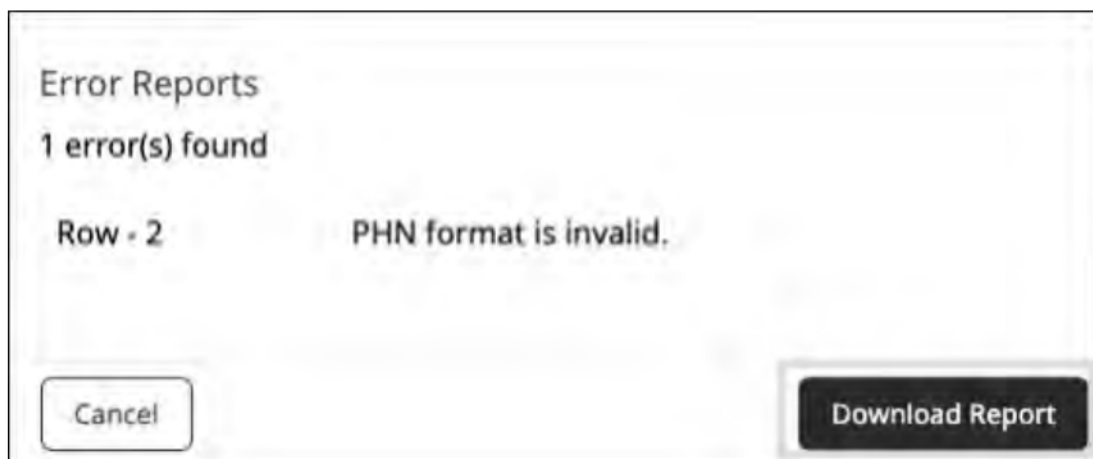 Error Reports
1 error(s) found
Row - 2 PHN format is invalid.
Cancel Download Report